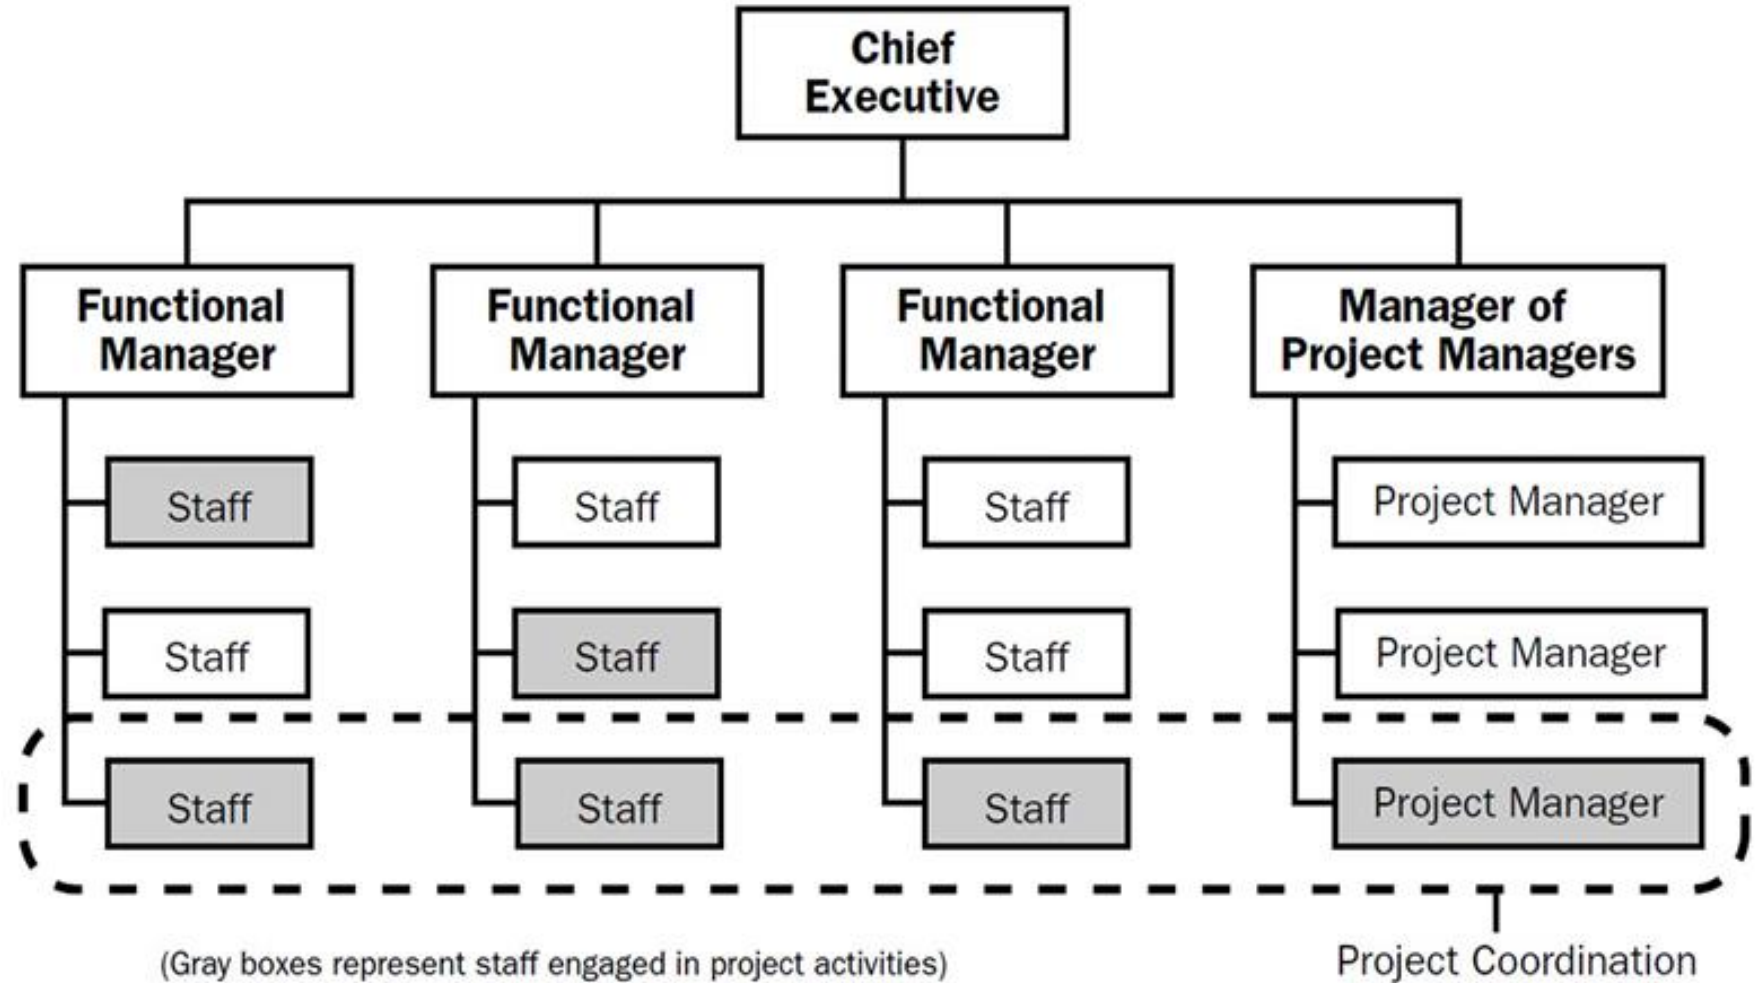 Chief
Executive
Functional
Manager
Functional
Manager
Functional
Manager
Manager of
Project Managers
Staff
Staff
Staff
Project Manager
Staff
Staff
Staff
Project Manager
Staff
Staff
Staff
Project Manager
(Gray boxes represent staff engaged in project activities)
Project Coordination